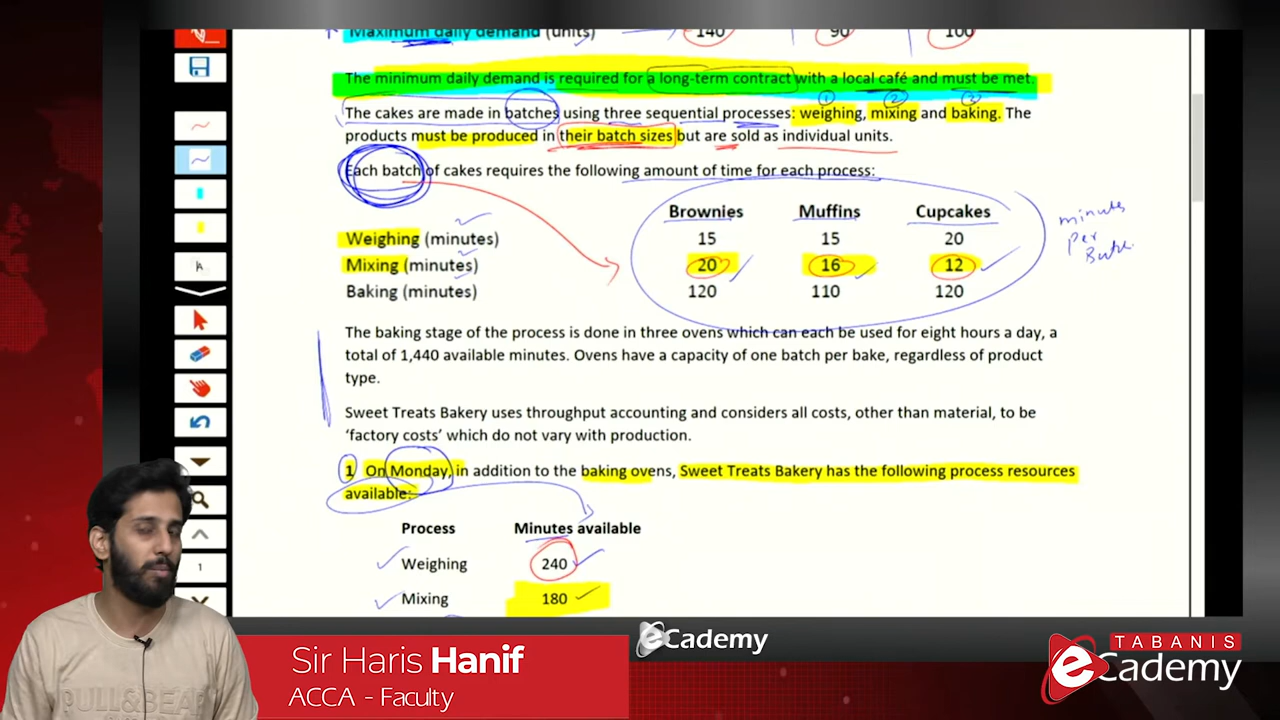 Maximum daily demand (units) 140 90 100
The minimum daily demand is required for a long-term contract with a local café and must be met.
The cakes are made in batches using three sequential processes: weighing, mixing and baking. The
products must be produced in their batch sizes but are sold as individual units.
Each batch of cakes requires the following amount of time for each process:
Brownies Muffins Cupcakes
Weighing (minutes) 15 15 20
Mixing (minutes) 20 16 12
Baking (minutes) 120 110 120
minutes
Per
The baking stage of the process is done in three ovens which can each be used for eight hours a day, a
total of 1,440 available minutes. Ovens have a capacity of one batch per bake, regardless of product
type.
Sweet Treats Bakery uses throughput accounting and considers all costs, other than material, to be
‘factory costs’ which do not vary with production.
1 On Monday, in addition to the baking ovens, Sweet Treats Bakery has the following process resources
available:
Process Minutes available
Weighing 240
Mixing 180
Sir Haris Hanif
ACCA - Faculty
eCademy
TABANIS
eCademy
PULL&BEAR